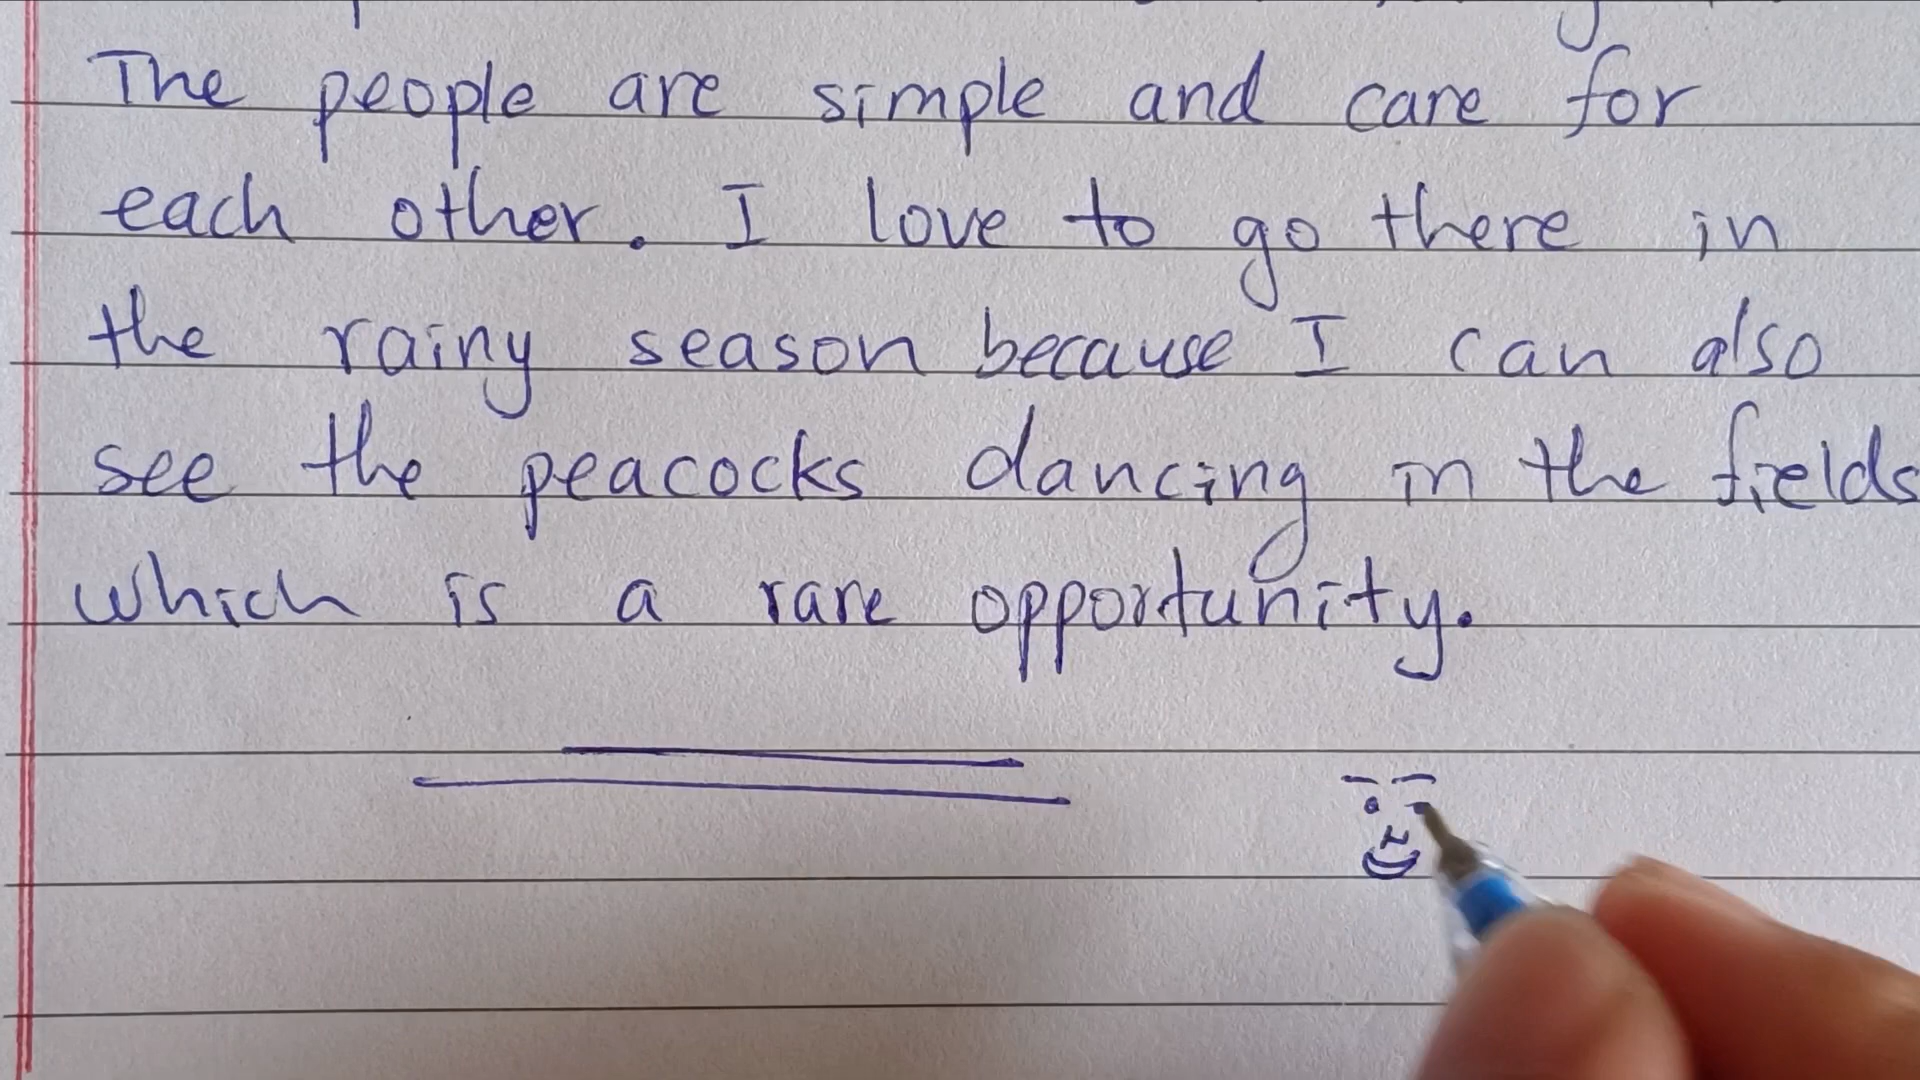 The people are simple and care for
each other. I love to go there in
the rainy season because I can also
see the peacocks dancing in the fields
which is a rare opportunity.